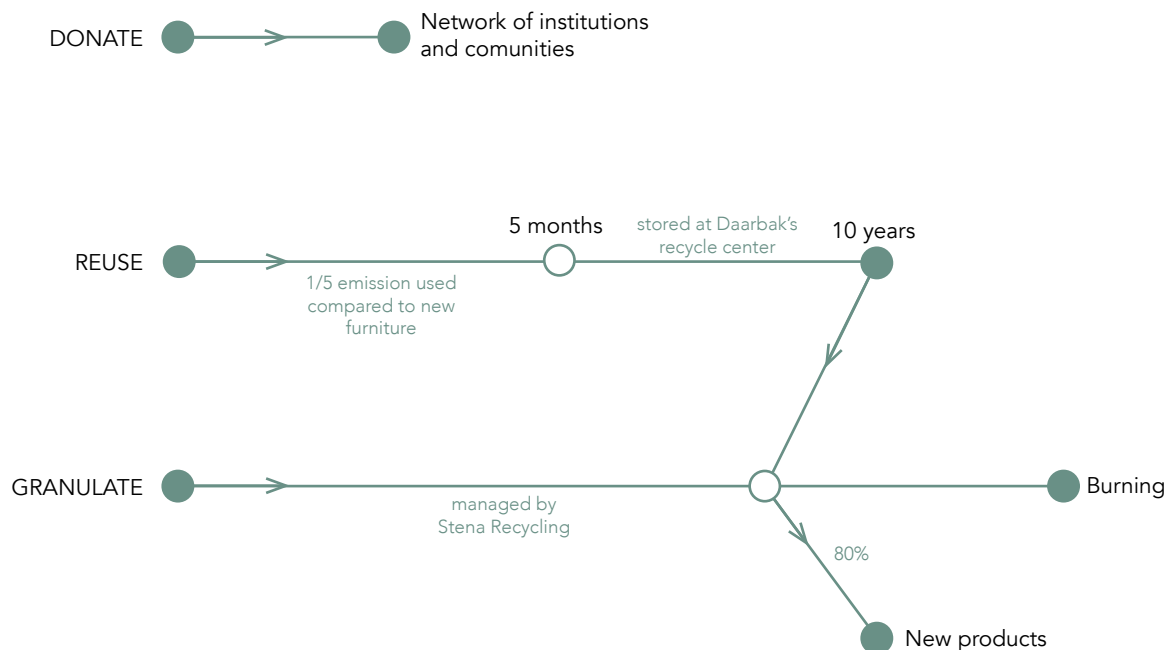 DONATE
Network of institutions
and comunities
REUSE
5 months
stored at Daarbak's
recycle center
10 years
1/5 emission used
compared to new
furniture
GRANULATE
managed by
Stena Recycling
Burning
80%
New products